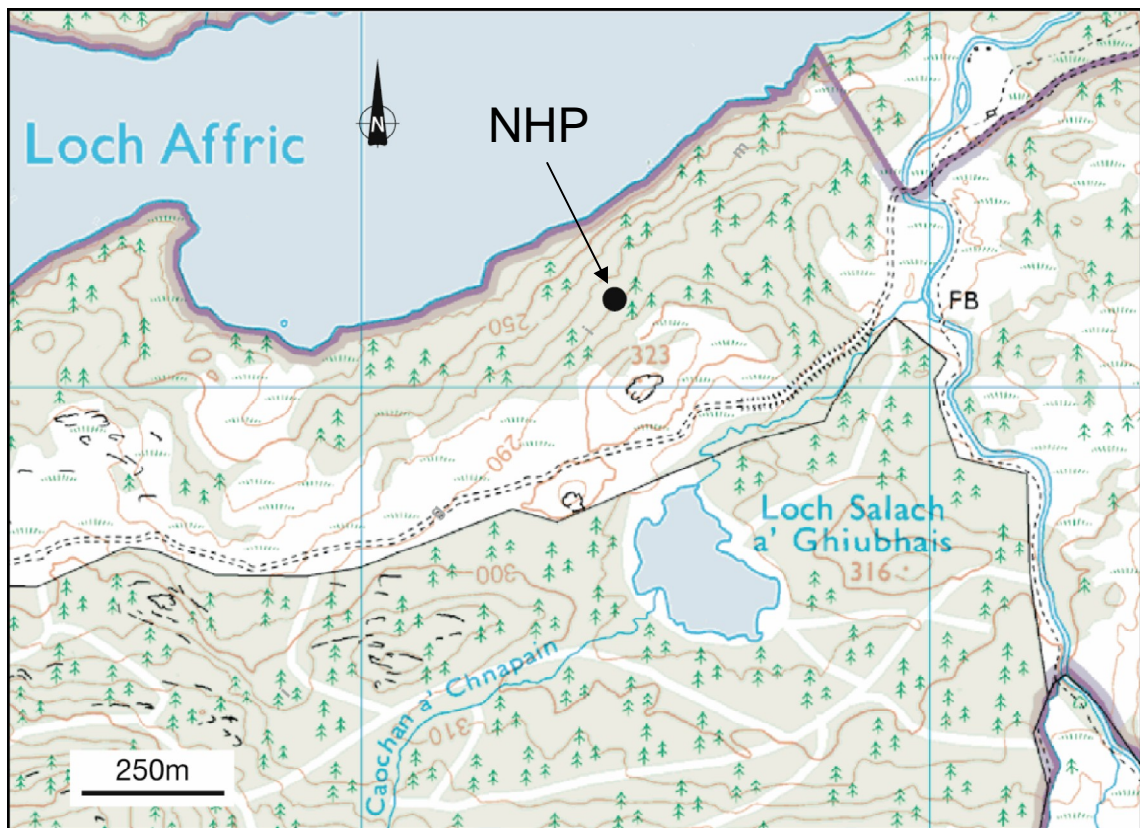 NHP
Loch Affric
N
FB
250
323
290
Loch Salach
a' Ghiubhais
316
300
Caochan a' Chnapain
310
250m